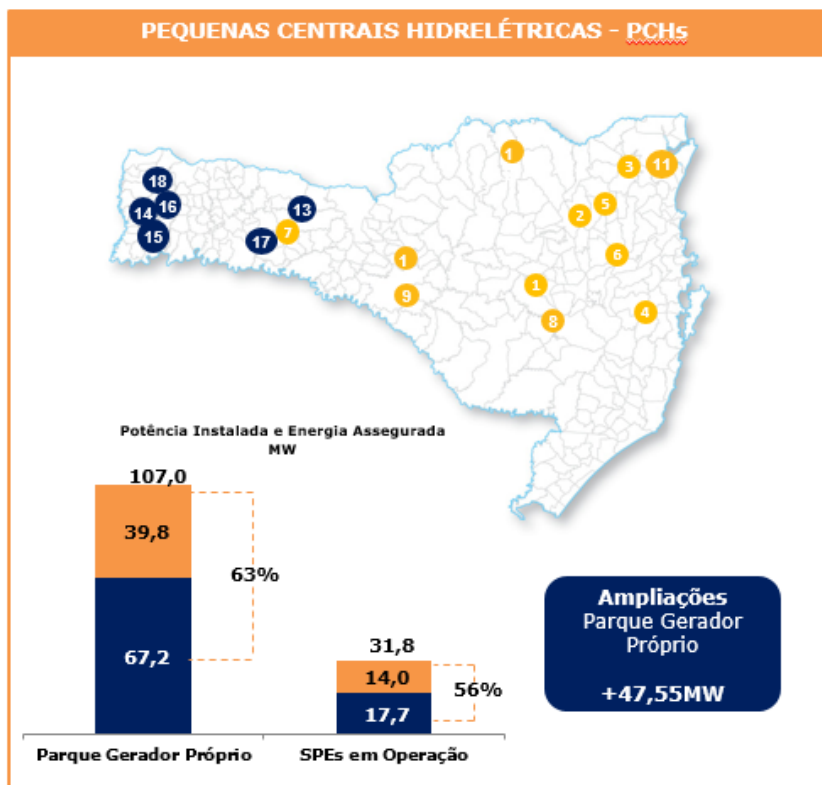 PEQUENAS CENTRAIS HIDRELÉTRICAS - PCHs
1
3
11
18
16
14
15
13
7
17
5
2
6
1
9
1
8
4
Potência Instalada e Energia Assegurada
MW
107,0
39,8
63%
67,2
31,8
14,0
56%
17,7
Parque Gerador Próprio
SPEs em Operação
Ampliações
Parque Gerador
Próprio
+47,55MW